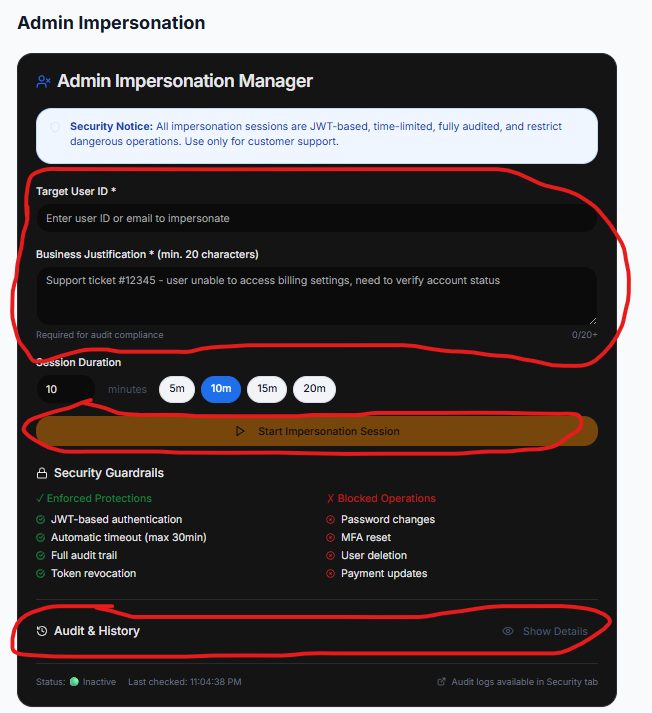 Admin Impersonation
Admin Impersonation Manager
Security Notice: All impersonation sessions are JWT-based, time-limited, fully audited, and restrict
dangerous operations. Use only for customer support.
Target User ID *
Enter user ID or email to impersonate
Business Justification * (min. 20 characters)
Support ticket #12345 - user unable to access billing settings, need to verify account status
Required for audit compliance 0/20+
Session Duration
10 minutes 5m 10m 15m 20m
Start Impersonation Session
Security Guardrails
✓ Enforced Protections
JWT-based authentication
Automatic timeout (max 30min)
Full audit trail
Token revocation
✗ Blocked Operations
Password changes
MFA reset
User deletion
Payment updates
Audit & History Show Details
Status: Inactive Last checked: 11:04:38 PM Audit logs available in Security tab